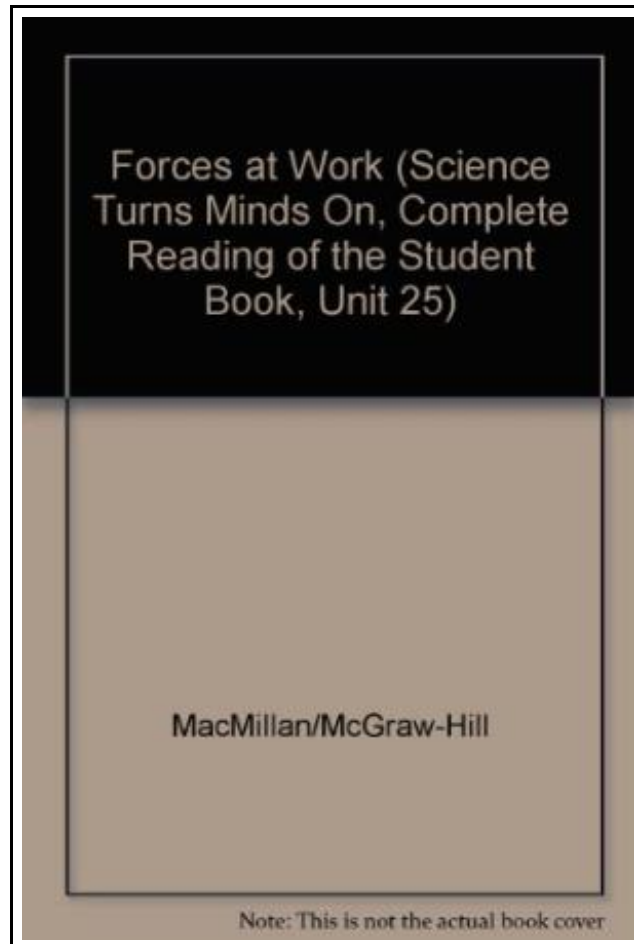 Forces at Work (Science
Turns Minds On, Complete
Reading of the Student
Book, Unit 25)
MacMillan/McGraw-Hill
Note: This is not the actual book cover